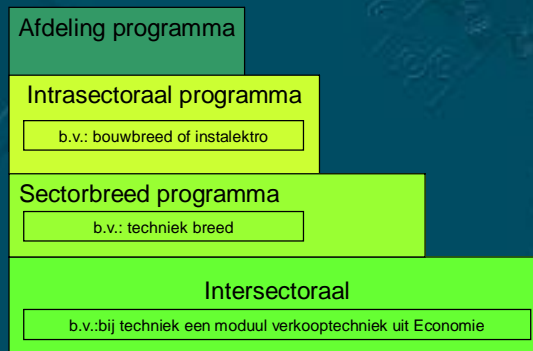 Afdeling programma
Intrasectoraal programma
b.v.: bouwbreed of instalektro
Sectorbreed programma
b.v.: techniek breed
Intersectoraal
b.v.:bij techniek een moduul verkooptechniek uit Economie